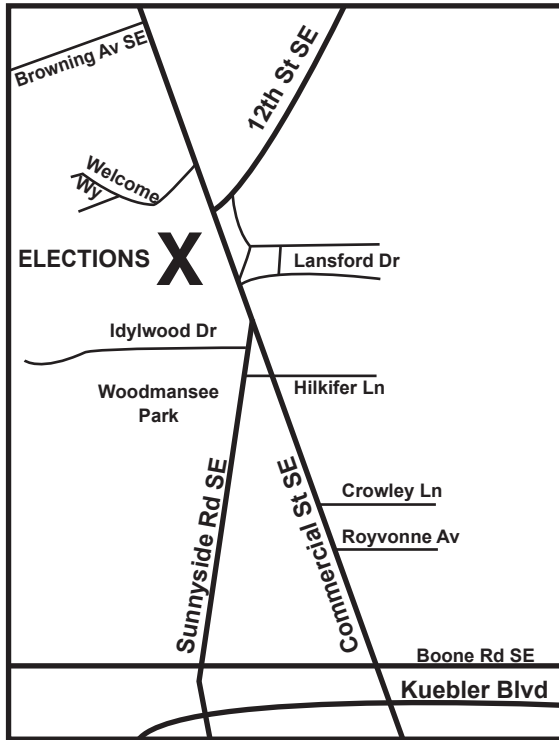 Browning Av SE
12th St SE
Welcome
Wy
ELECTIONS X
Lansford Dr
Idylwood Dr
Woodmansee
Park
Hilkifer Ln
Sunnyside Rd SE
Commercial St SE
Crowley Ln
Royvonne Av
Boone Rd SE
Kuebler Blvd